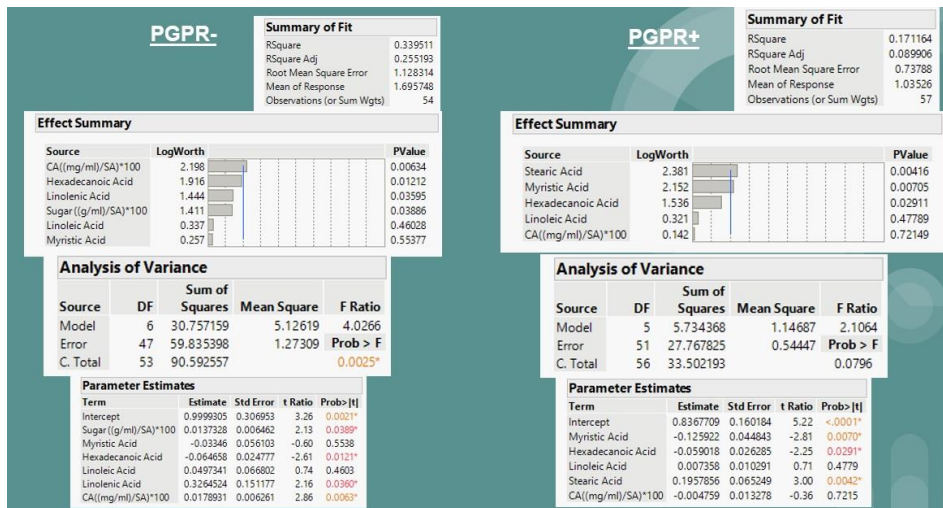 PGPR-
Summary of Fit
RSquare 0.339511
RSquare Adj 0.255193
Root Mean Square Error 1.128314
Mean of Response 1.695748
Observations (or Sum Wgts) 54
Effect Summary
Source LogWorth PValue
CA((mg/ml)/SA)*100 2.198 0.00634
Hexadecanoic Acid 1.916 0.01212
Linolenic Acid 1.444 0.03595
Sugar((g/ml)/SA)*100 1.411 0.03886
Linoleic Acid 0.337 0.46028
Myristic Acid 0.257 0.55377
Analysis of Variance
Sum of
Source DF Squares Mean Square F Ratio
Model 6 30.757159 5.12619 4.0266
Error 47 59.835398 1.27309 Prob > F
C. Total 53 90.592557 0.0025*
Parameter Estimates
Term Estimate Std Error t Ratio Prob>|t|
Intercept 0.9999305 0.306953 3.26 0.0021*
Sugar((g/ml)/SA)*100 0.0137328 0.006462 2.13 0.0389*
Myristic Acid -0.03346 0.056103 -0.60 0.5538
Hexadecanoic Acid -0.064658 0.024777 -2.61 0.0121*
Linoleic Acid 0.0497341 0.066802 0.74 0.4603
Linolenic Acid 0.3264524 0.151177 2.16 0.0360*
CA((mg/ml)/SA)*100 0.0178931 0.006261 2.86 0.0063*
PGPR+
Summary of Fit
RSquare 0.171164
RSquare Adj 0.089906
Root Mean Square Error 0.73788
Mean of Response 1.03526
Observations (or Sum Wgts) 57
Effect Summary
Source LogWorth PValue
Stearic Acid 2.381 0.00416
Myristic Acid 2.152 0.00705
Hexadecanoic Acid 1.536 0.02911
Linoleic Acid 0.321 0.47789
CA((mg/ml)/SA)*100 0.142 0.72149
Analysis of Variance
Sum of
Source DF Squares Mean Square F Ratio
Model 5 5.734368 1.14687 2.1064
Error 51 27.767825 0.54447 Prob > F
C. Total 56 33.502193 0.0796
Parameter Estimates
Term Estimate Std Error t Ratio Prob>|t|
Intercept 0.8367709 0.160184 5.22 <.0001*
Myristic Acid -0.125922 0.044843 -2.81 0.0070*
Hexadecanoic Acid -0.059018 0.026285 -2.25 0.0291*
Linoleic Acid 0.007358 0.010291 0.71 0.4779
Stearic Acid 0.1957856 0.065249 3.00 0.0042*
CA((mg/ml)/SA)*100 -0.004759 0.013278 -0.36 0.7215